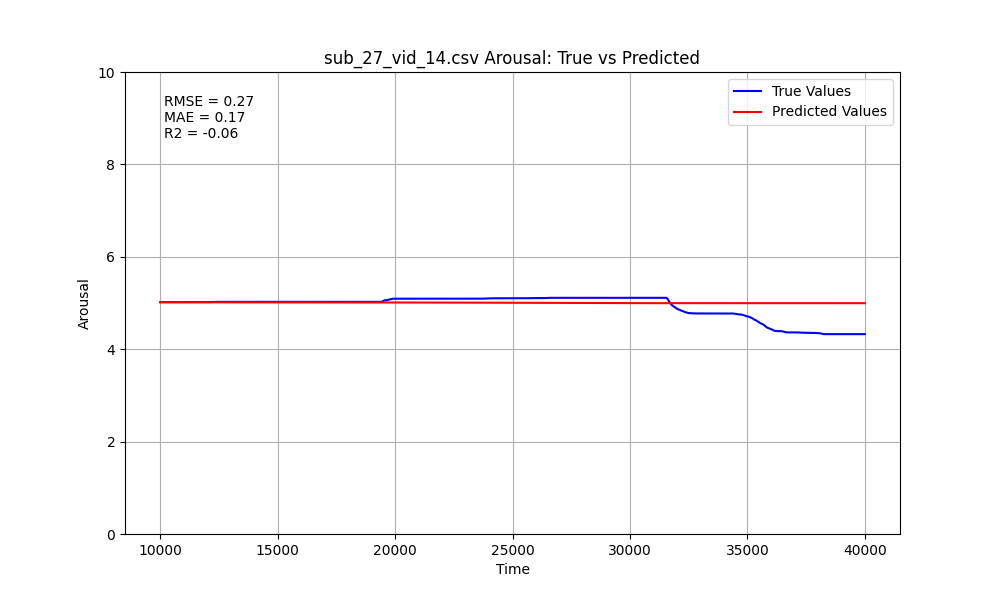 sub_27_vid_14.csv Arousal: True vs Predicted
10
RMSE = 0.27
MAE = 0.17
R2 = -0.06
True Values
Predicted Values
8
6
4
2
0
Arousal
10000 15000 20000 25000 30000 35000 40000
Time